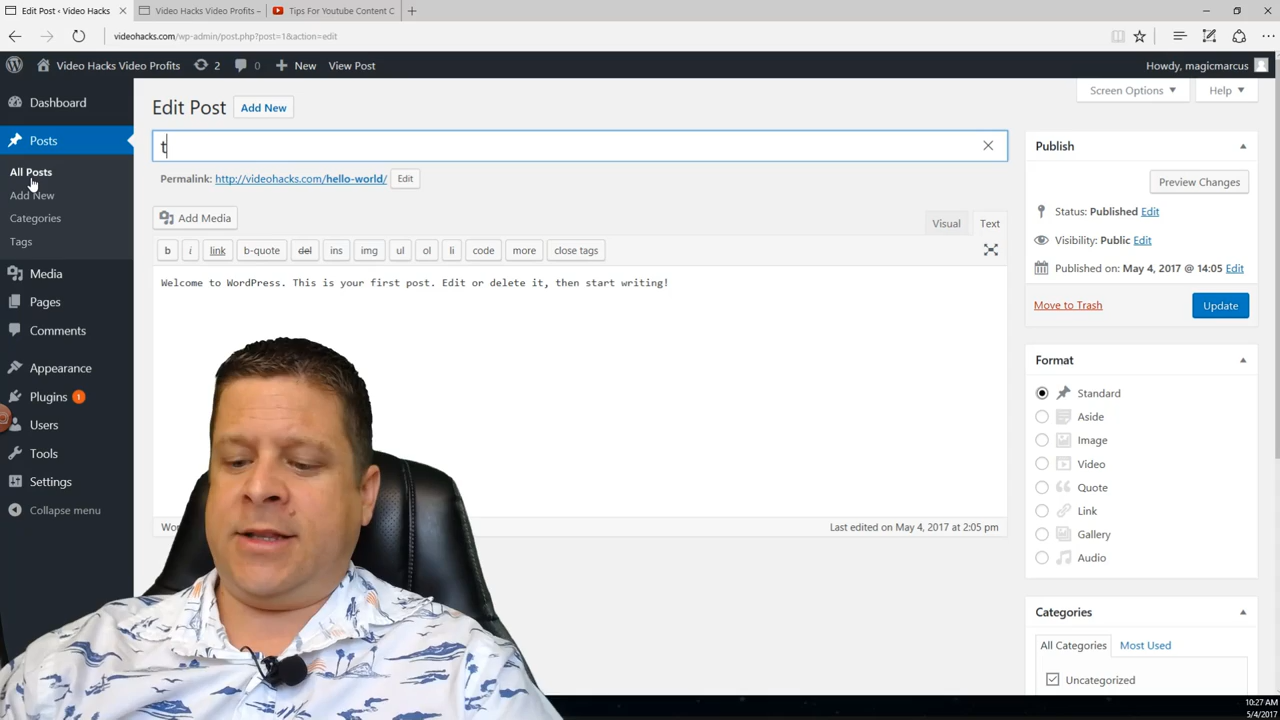 Edit Post ‹ Video Hacks
Video Hacks Video Profits –
Tips For Youtube Content C
videohacks.com/wp-admin/post.php?post=1&action=edit
Video Hacks Video Profits
2
0
New
View Post
Howdy, magicmarcus
Dashboard
Posts
All Posts
Add New
Categories
Tags
Media
Pages
Comments
Appearance
Plugins 1
Users
Tools
Settings
Collapse menu
Screen Options
Help
Edit Post
Add New
t
Permalink: http://videohacks.com/hello-world/
Edit
Add Media
Visual
Text
b
i
link
b-quote
del
ins
img
ul
ol
li
code
more
close tags
Welcome to WordPress. This is your first post. Edit or delete it, then start writing!
Last edited on May 4, 2017 at 2:05 pm
Publish
Preview Changes
Status: Published Edit
Visibility: Public Edit
Published on: May 4, 2017 @ 14:05 Edit
Move to Trash
Update
Format
Standard
Aside
Image
Video
Quote
Link
Gallery
Audio
Categories
All Categories
Most Used
Uncategorized
10:27 AM
5/4/2017